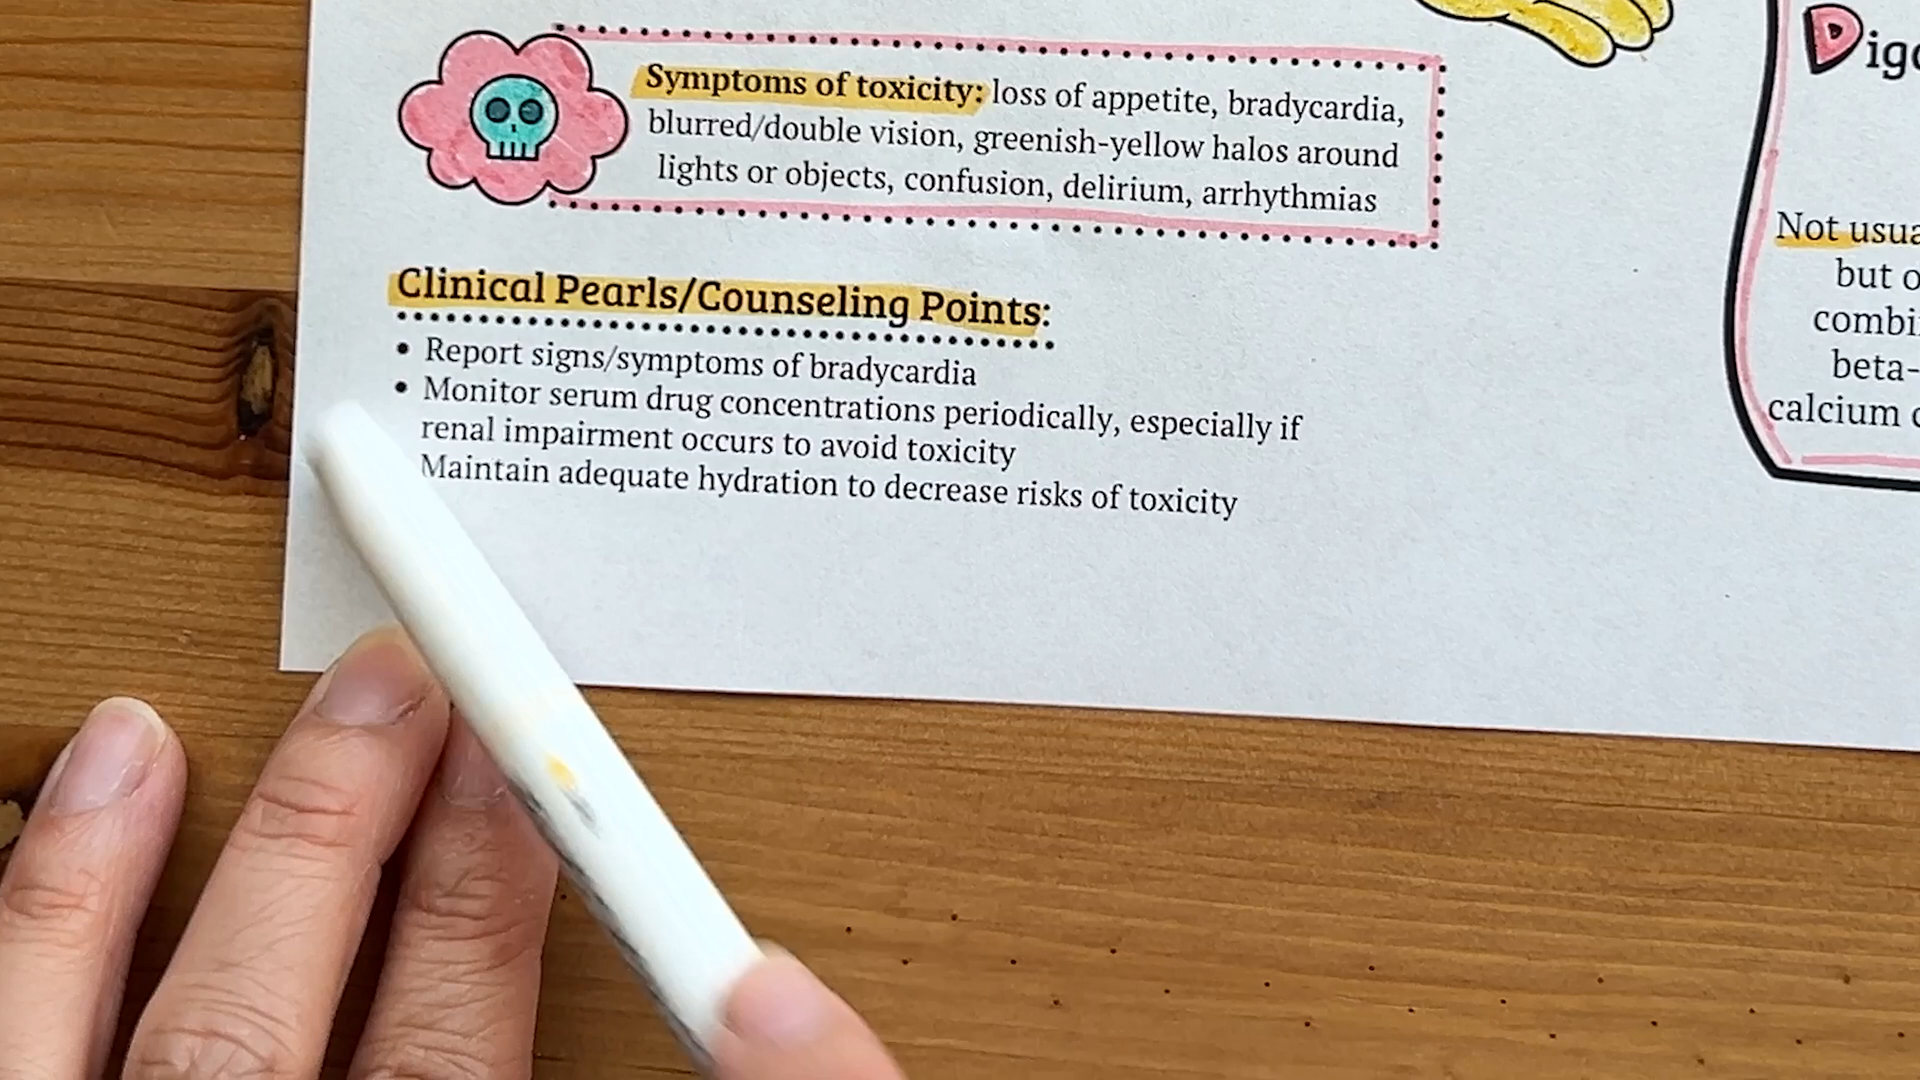 Symptoms of toxicity: loss of appetite, bradycardia,
blurred/double vision, greenish-yellow halos around
lights or objects, confusion, delirium, arrhythmias
Clinical Pearls/Counseling Points:
• Report signs/symptoms of bradycardia
• Monitor serum drug concentrations periodically, especially if
renal impairment occurs to avoid toxicity
Maintain adequate hydration to decrease risks of toxicity
Not
but
beta-
calcium